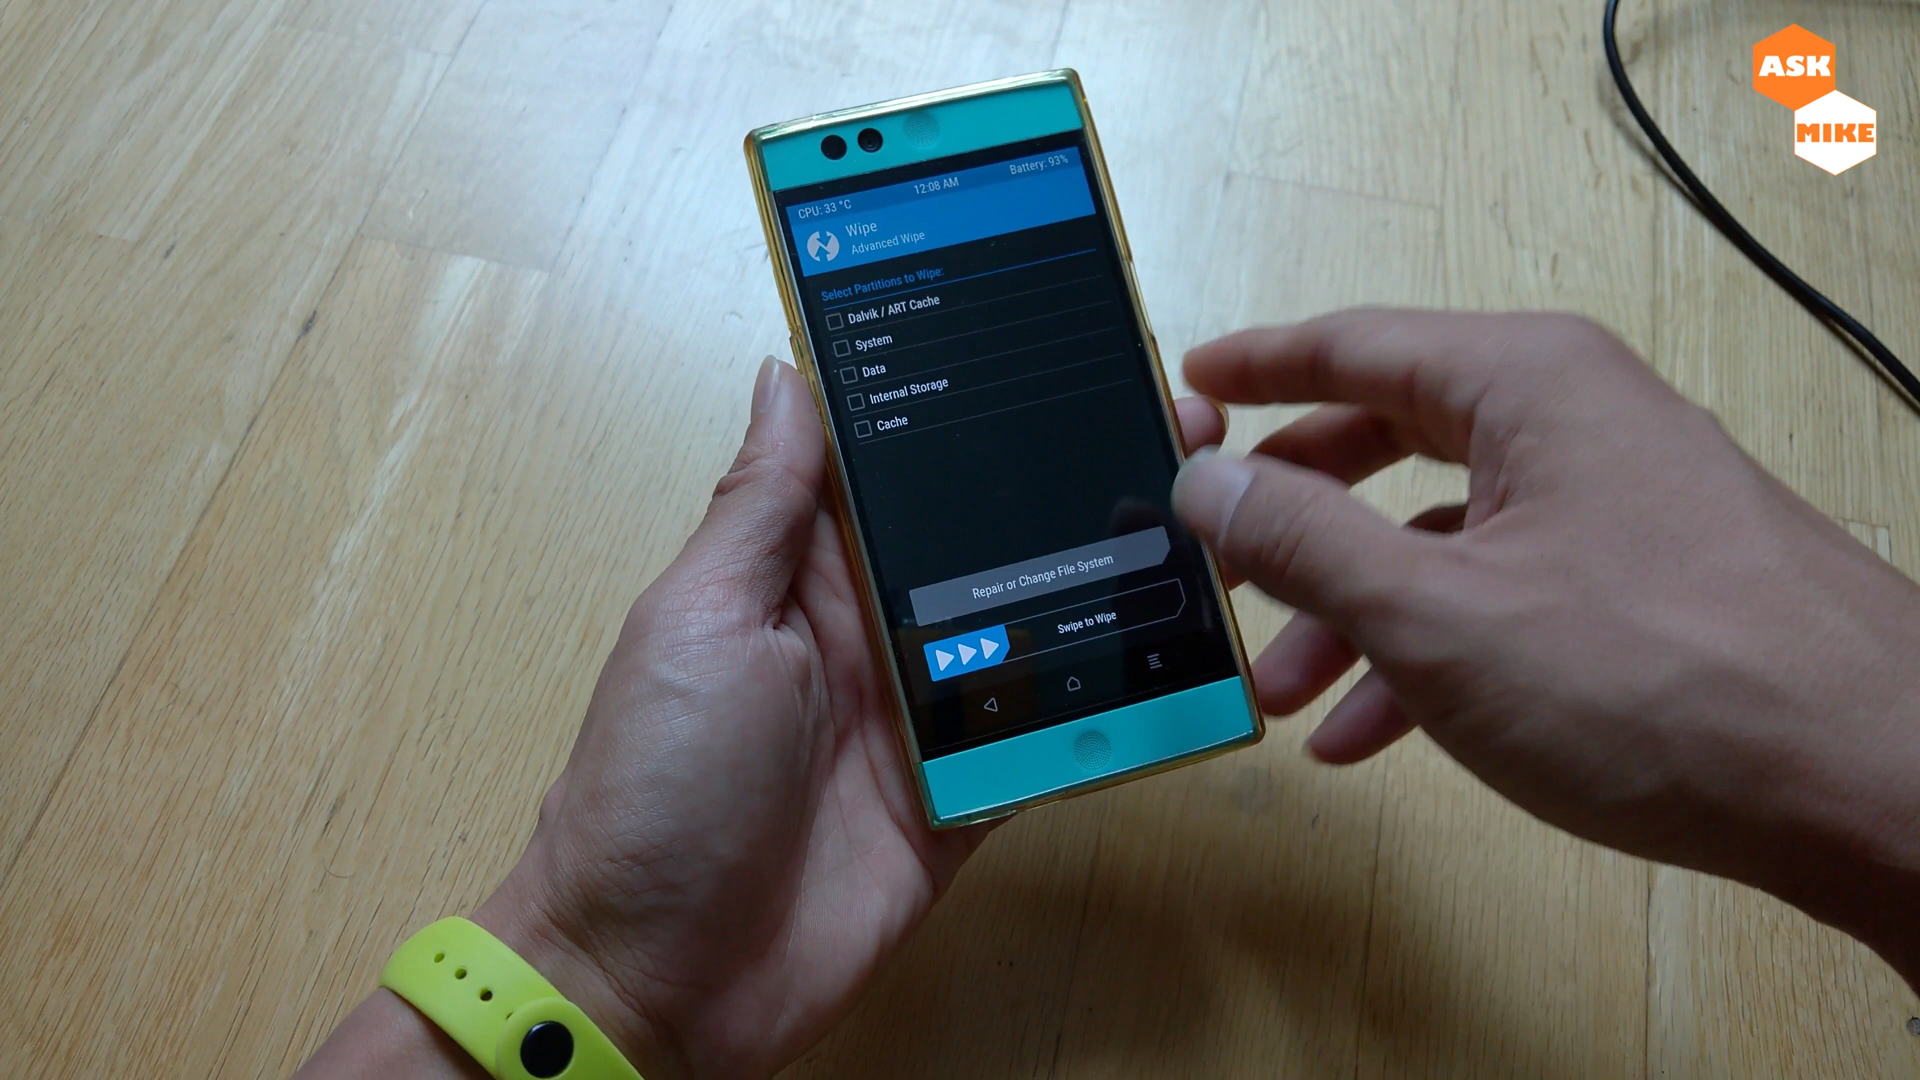 ASK
MIKE
CPU: 33 °C 12:08 AM Battery: 93%
Wipe
Advanced Wipe
Select Partitions to Wipe:
Dalvik / ART Cache
System
Data
Internal Storage
Cache
Repair or Change File System
Swipe to Wipe